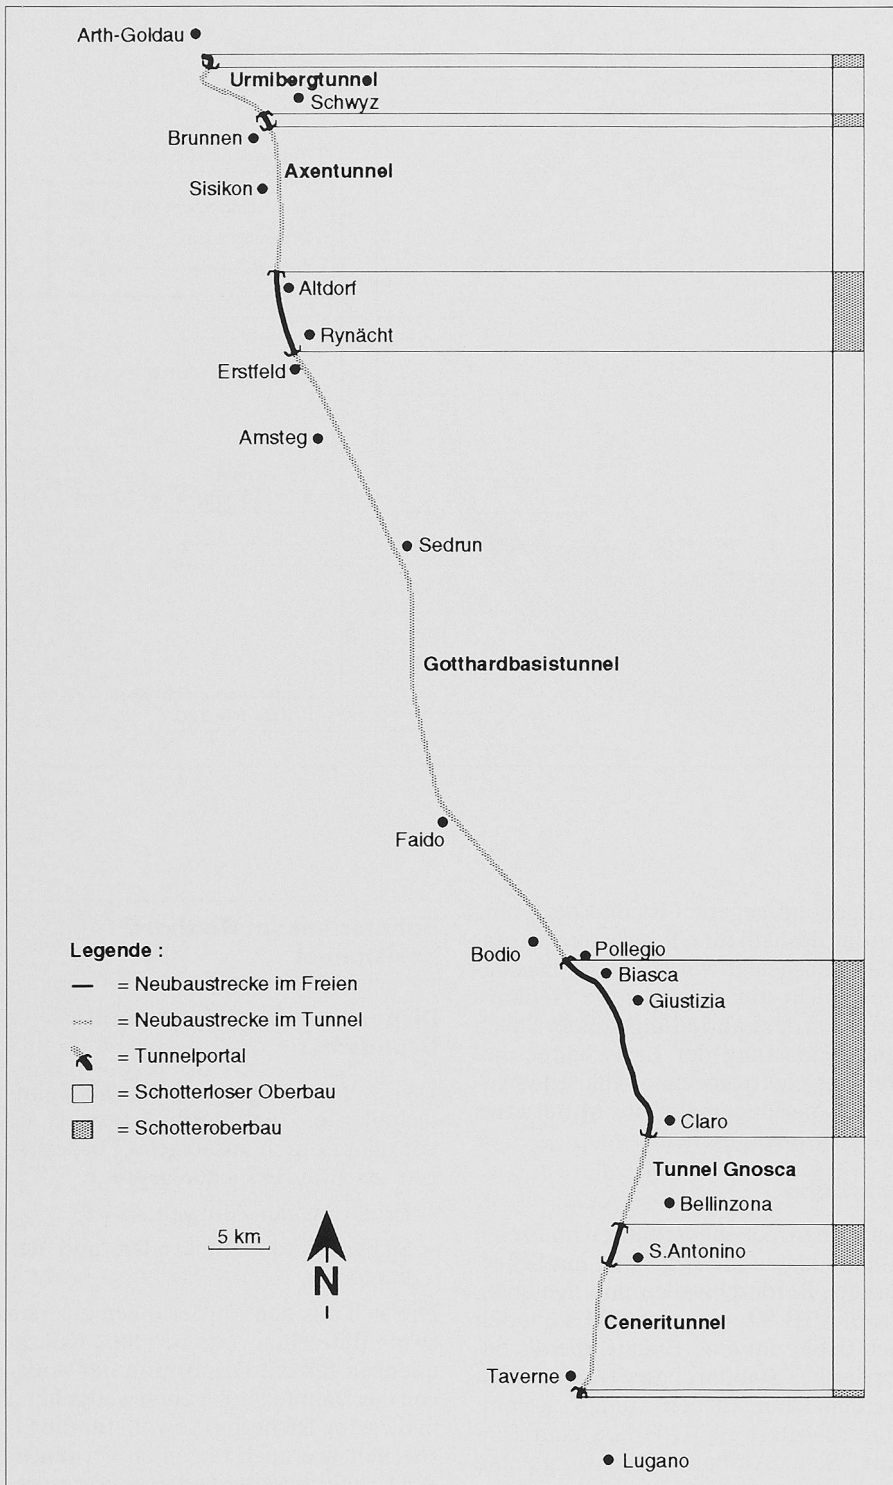 Arth-Goldau
Urmibergtunnel
Schwyz
Brunnen
Axentunnel
Sisikon
Altdorf
Rynächt
Erstfeld
Amsteg
Sedrun
Gotthardbasistunnel
Faido
Bodio
Pollegio
Biasca
Giustizia
Legende :
= Neubaustrecke im Freien
= Neubaustrecke im Tunnel
= Tunnelportal
= Schotterloser Oberbau
= Schotteroberbau
Claro
Tunnel Gnosca
Bellinzona
5 km
N
S.Antonino
Ceneritunnel
Taverne
Lugano